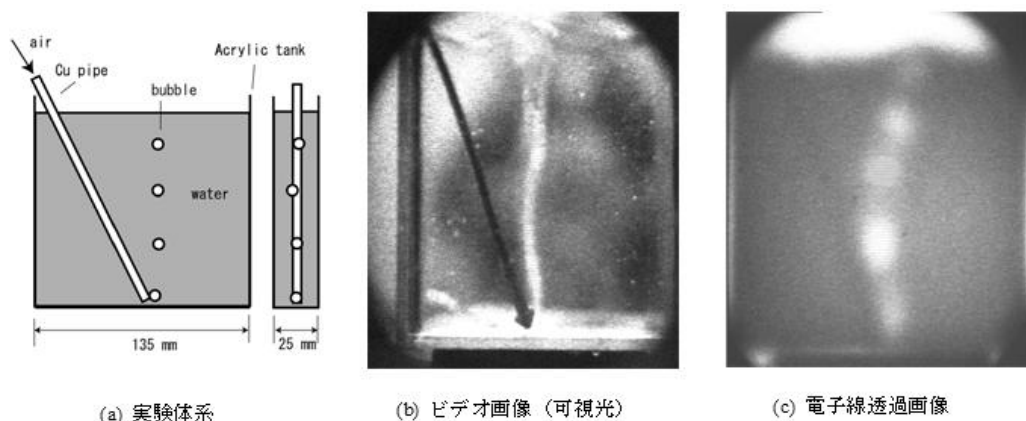 air
Cu pipe
Acrylic tank
bubble
water
135 mm
25 mm
(a) 実験体系
(b) ビデオ画像（可視光）
(c) 電子線透過画像